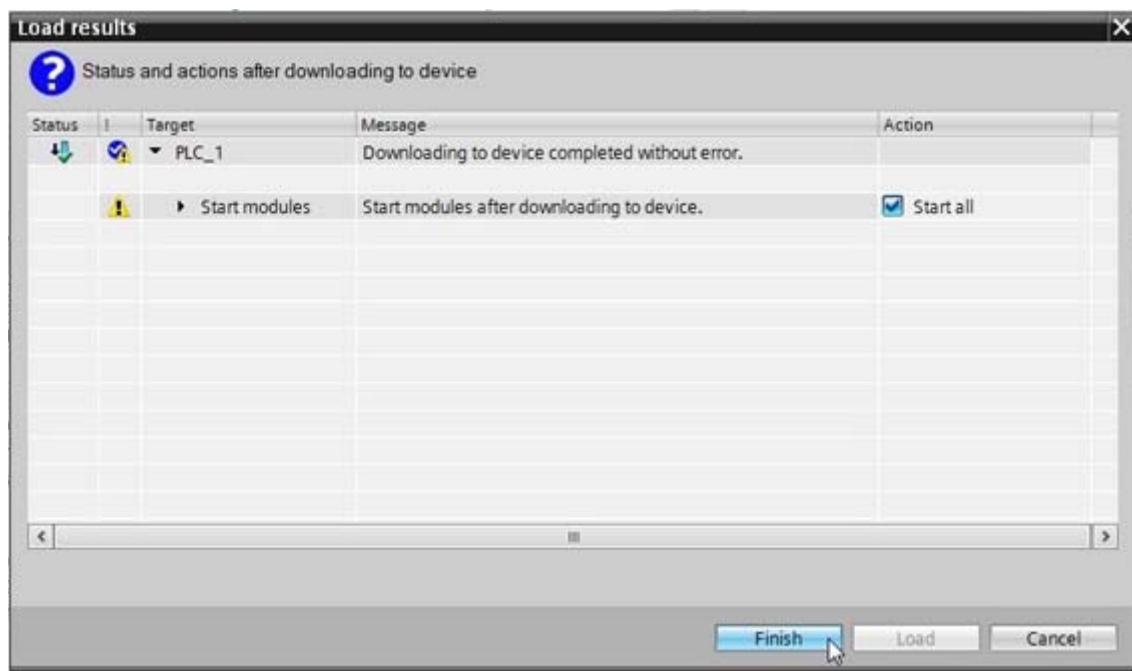 Load results
Status and actions after downloading to device
Status ! Target Message Action
PLC_1 Downloading to device completed without error.
Start modules Start modules after downloading to device. Start all
Finish Load Cancel